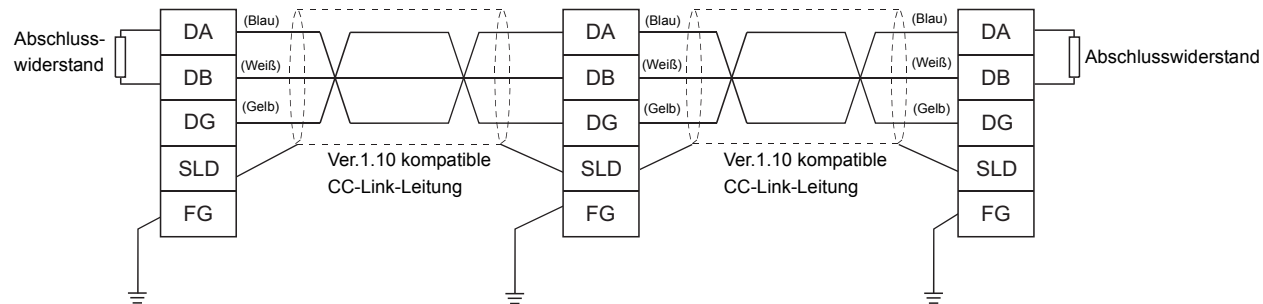 Abschluss-
widerstand
DA
DB
DG
SLD
FG
(Blau)
(Weiß)
(Gelb)
Ver.1.10 kompatible
CC-Link-Leitung
DA
DB
DG
SLD
FG
(Blau)
(Weiß)
(Gelb)
Ver.1.10 kompatible
CC-Link-Leitung
(Blau)
(Weiß)
(Gelb)
DA
DB
DG
SLD
FG
Abschlusswiderstand